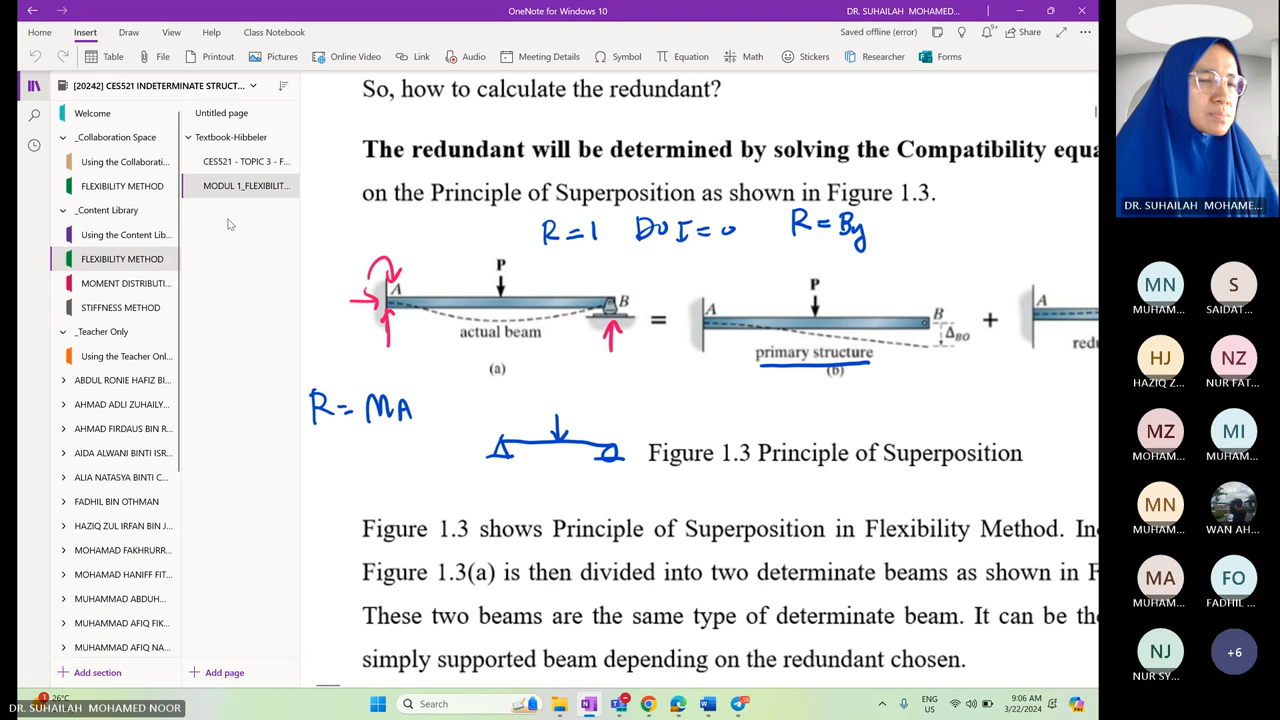 OneNote for Windows 10
DR. SUHAILAH MOHAMED...
Home Insert Draw View Help Class Notebook
Saved offline (error)
Share
Table File Printout Pictures Online Video Link Audio Meeting Details Symbol Equation Math Stickers Researcher Forms
[20242] CES521 INDETERMINATE STRUCT...
Welcome
_Collaboration Space
Using the Collaborati...
FLEXIBILITY METHOD
_Content Library
Using the Content Lib...
FLEXIBILITY METHOD
MOMENT DISTRIBUTI...
STIFFNESS METHOD
_Teacher Only
Using the Teacher Onl...
ABDUL RONIE HAFIZ BI...
AHMAD ADLI ZUHAILY...
AHMAD FIRDAUS BIN R...
AIDA ALWANI BINTI ISR...
ALIA NATASYA BINTI C...
FADHIL BIN OTHMAN
HAZIQ ZUL IRFAN BIN J...
MOHAMAD FAKHRURR...
MOHAMAD HANIFF FIT...
MUHAMMAD ABDUH...
MUHAMMAD AFIQ FIK...
MUHAMMAD AFIQ NA...
Add section
Untitled page
Textbook-Hibbeler
CES521 - TOPIC 3 - F...
MODUL 1_FLEXIBILIT...
Add page
So, how to calculate the redundant?
The redundant will be determined by solving the Compatibility equa
on the Principle of Superposition as shown in Figure 1.3.
R=1 DOI=0 R=By
P
A
B
actual beam
(a)
=
P
A
B
ΔBO
primary structure
(b)
+
A
redu
R= MA
Figure 1.3 Principle of Superposition
Figure 1.3 shows Principle of Superposition in Flexibility Method. In
Figure 1.3(a) is then divided into two determinate beams as shown in F
These two beams are the same type of determinate beam. It can be the
simply supported beam depending on the redundant chosen.
DR. SUHAILAH MOHAME...
MN
MUHAM...
S
SAIDAT...
HJ
HAZIQ Z...
NZ
NUR FAT...
MZ
MOHAM...
MI
MUHAM...
MN
MUHAM...
WAN AH...
MA
MUHAM...
FO
FADHIL ...
NJ
NUR SY...
+6
26°C
DR. SUHAILAH MOHAMED NOOR
Search
ENG
US
9:06 AM
3/22/2024